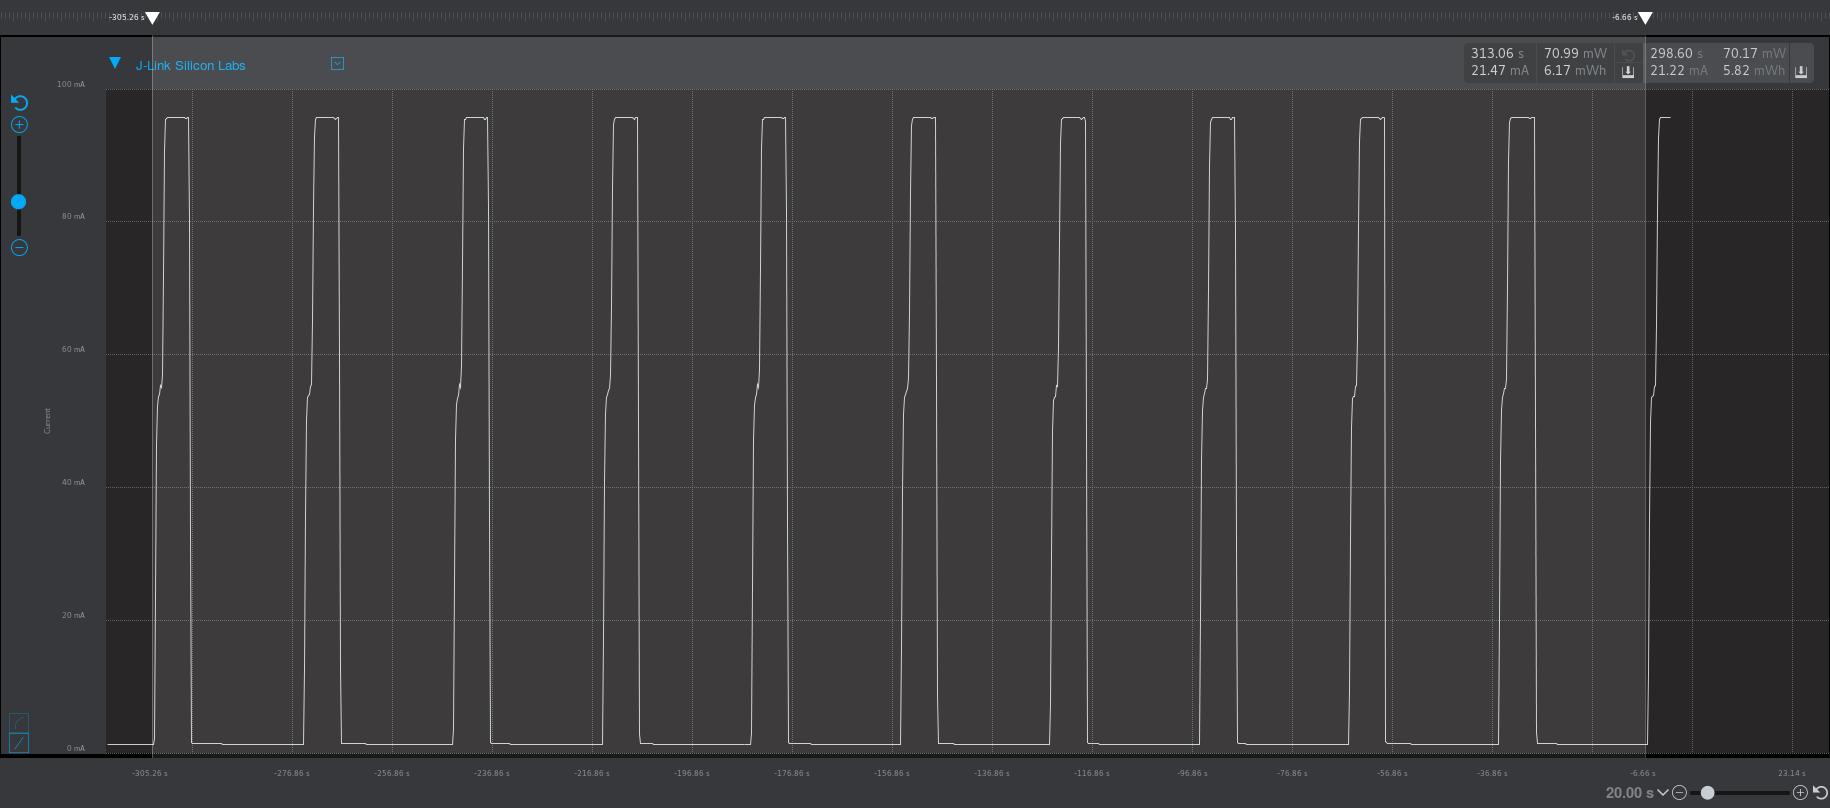 -305.26 s
-6.66 s
J-Link Silicon Labs
313.06 s 70.99 mW 298.60 s 70.17 mW
21.47 mA 6.17 mWh 21.22 mA 5.82 mWh
100 mA
80 mA
60 mA
Current
40 mA
20 mA
0 mA
-305.26 s -276.86 s -256.86 s -236.86 s -216.86 s -196.86 s -176.86 s -156.86 s -136.86 s -116.86 s -96.86 s -76.86 s -56.86 s -36.86 s -6.66 s 23.14 s
20.00 s